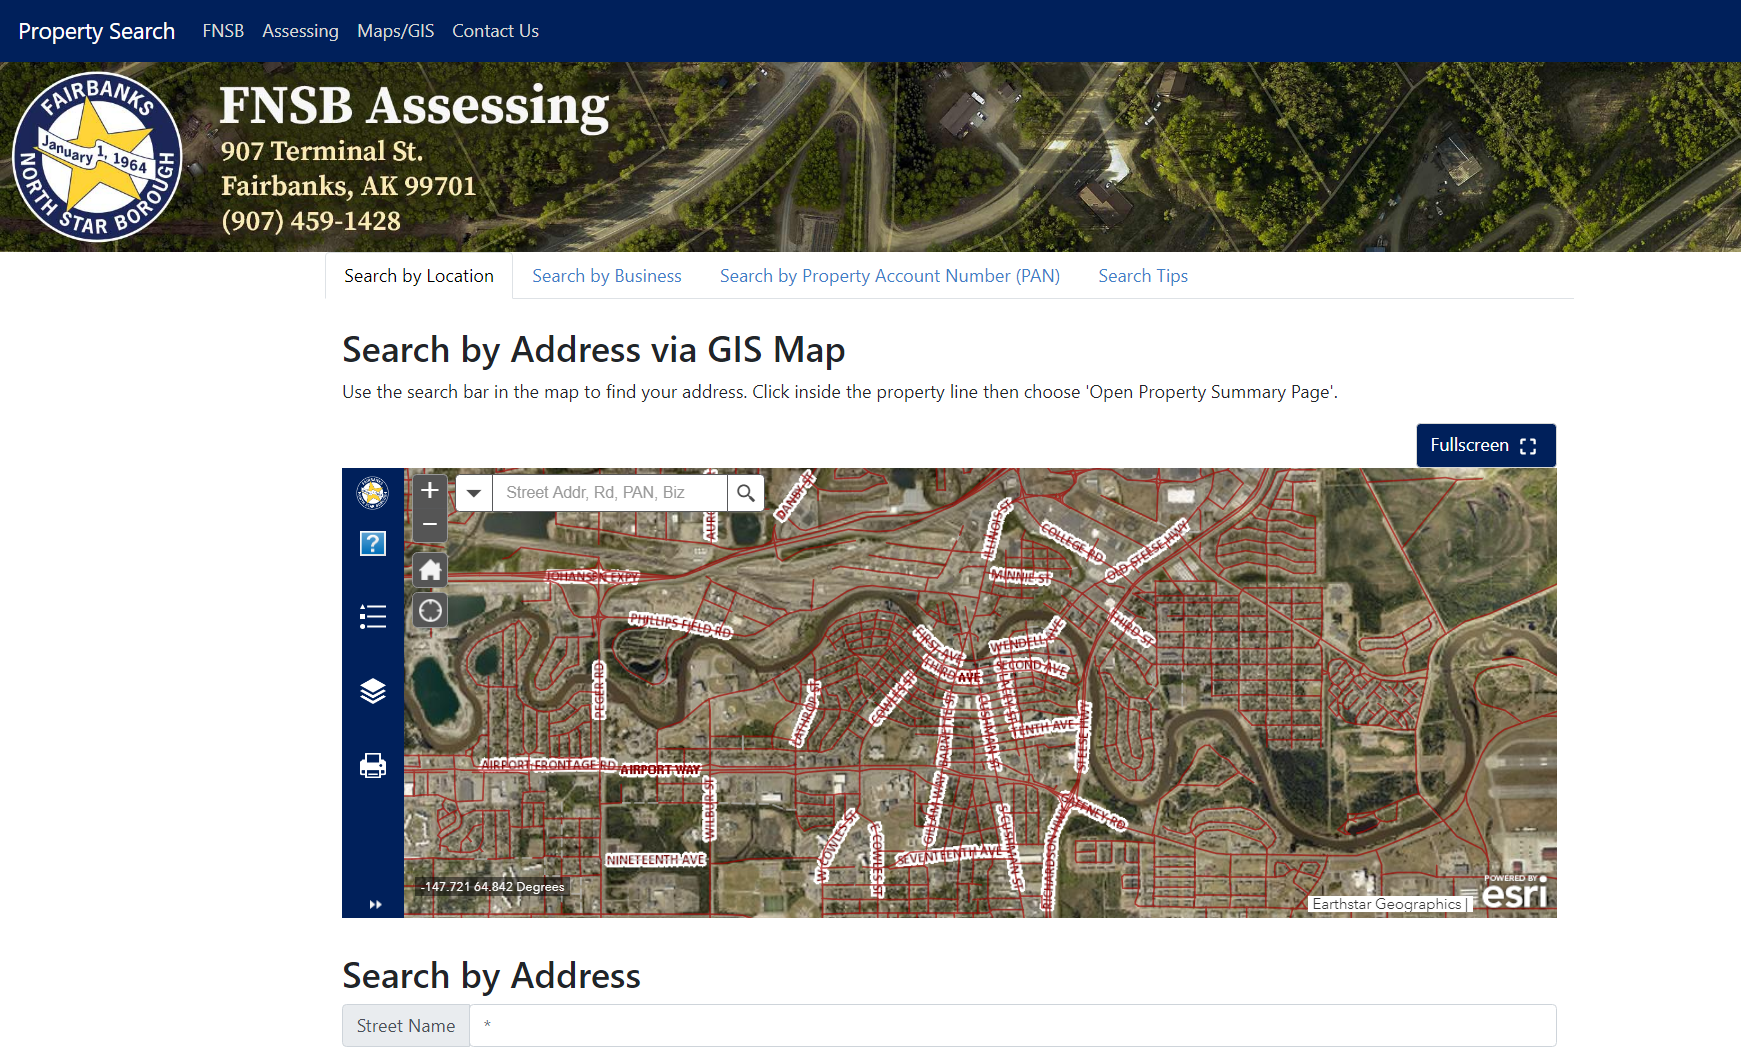 Property Search FNSB Assessing Maps/GIS Contact Us
FAIRBANKS
January 1, 1964
NORTH STAR BOROUGH
FNSB Assessing
907 Terminal St.
Fairbanks, AK 99701
(907) 459-1428
Search by Location Search by Business Search by Property Account Number (PAN) Search Tips
Search by Address via GIS Map
Use the search bar in the map to find your address. Click inside the property line then choose 'Open Property Summary Page'.
Fullscreen
+
Street Addr, Rd, PAN, Biz
−
?
DANBY ST
ILLINOIS ST
COLLEGE RD
OLD STEESE HWY
JOHANSEN EXPY
MINNIE ST
PHILLIPS FIELD RD
THIRD ST
FIRST AVE
WENDELL AVE
THIRD AVE
SECOND AVE
PEGER RD
LATHROP ST
COWLES ST
BARNETTE ST
CUSHMAN ST
TENTH AVE
STEESE HWY
AIRPORT FRONTAGE RD
AIRPORT WAY
WILBUR ST
GILLAM WAY
GAFFNEY RD
W COWLES ST
E COWLES ST
S CUSHMAN ST
RICHARDSON HWY
NINETEENTH AVE
SEVENTEENTH AVE
-147.721 64.842 Degrees
POWERED BY
esri
Earthstar Geographics |
Search by Address
Street Name *